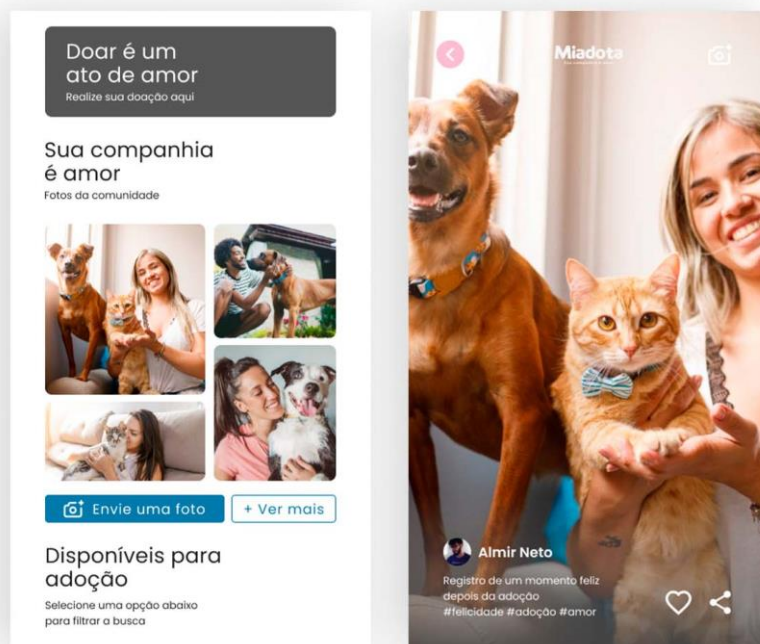 Doar é um
ato de amor
Realize sua doação aqui
Sua companhia
é amor
Fotos da comunidade
Envie uma foto
+ Ver mais
Disponíveis para
adoção
Selecione uma opção abaixo
para filtrar a busca
Miadota
Almir Neto
Registro de um momento feliz
depois da adoção
#felicidade #adoção #amor